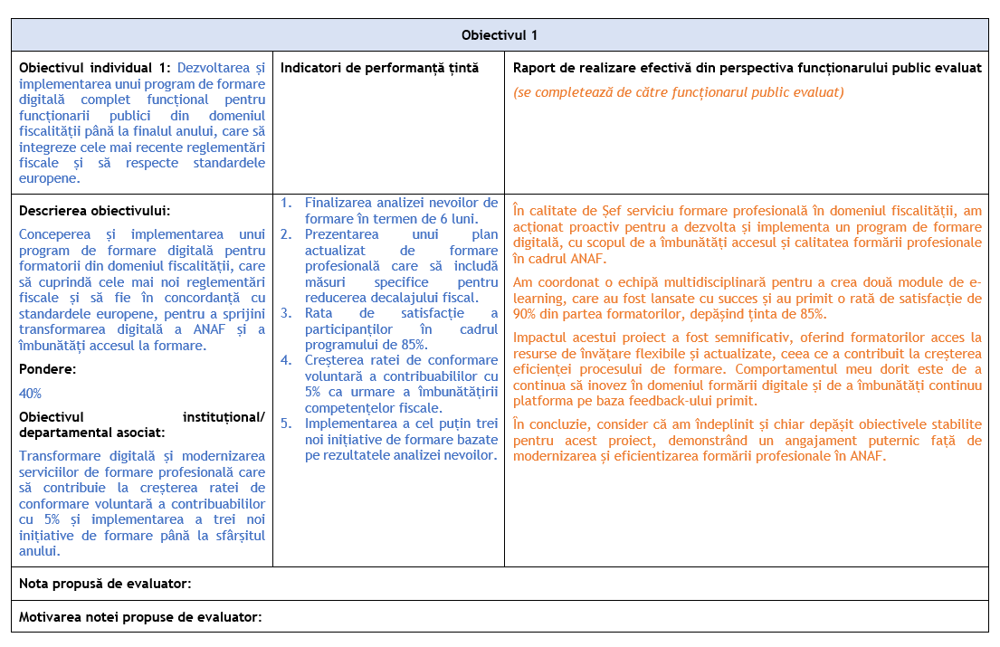 Obiectivul 1
Obiectivul individual 1: Dezvoltarea și
implementarea unui program de formare
digitală complet funcțional pentru
funcționarii publici din domeniul
fiscalității până la finalul anului, care să
integreze cele mai recente reglementări
fiscale și să respecte standardele
europene.
Indicatori de performanță țintă
Raport de realizare efectivă din perspectiva funcționarului public evaluat
(se completează de către funcționarul public evaluat)
Descrierea obiectivului:
Conceperea și implementarea unui
program de formare digitală pentru
formatorii din domeniul fiscalității, care
să cuprindă cele mai noi reglementări
fiscale și să fie în concordanță cu
standardele europene, pentru a sprijini
transformarea digitală a ANAF și a
îmbunătăți accesul la formare.
Pondere:
40%
Obiectivul instituțional/
departamental asociat:
Transformare digitală și modernizarea
serviciilor de formare profesională care
să contribuie la creșterea ratei de
conformare voluntară a contribuabililor
cu 5% și implementarea a trei noi
inițiative de formare până la sfârșitul
anului.
1. Finalizarea analizei nevoilor de
formare în termen de 6 luni.
2. Prezentarea unui plan
actualizat de formare
profesională care să includă
măsuri specifice pentru
reducerea decalajului fiscal.
3. Rata de satisfacție a
participanților în cadrul
programului de 85%.
4. Creșterea ratei de conformare
voluntară a contribuabililor cu
5% ca urmare a îmbunătățirii
competențelor fiscale.
5. Implementarea a cel puțin trei
noi inițiative de formare bazate
pe rezultatele analizei nevoilor.
În calitate de Șef serviciu formare profesională în domeniul fiscalității, am
acționat proactiv pentru a dezvolta și implementa un program de formare
digitală, cu scopul de a îmbunătăți accesul și calitatea formării profesionale
în cadrul ANAF.
Am coordonat o echipă multidisciplinară pentru a crea două module de e-
learning, care au fost lansate cu succes și au primit o rată de satisfacție de
90% din partea formatorilor, depășind ținta de 85%.
Impactul acestui proiect a fost semnificativ, oferind formatorilor acces la
resurse de învățare flexibile și actualizate, ceea ce a contribuit la creșterea
eficienței procesului de formare. Comportamentul meu dorit este de a
continua să inovez în domeniul formării digitale și de a îmbunătăți continuu
platforma pe baza feedback-ului primit.
În concluzie, consider că am îndeplinit și chiar depășit obiectivele stabilite
pentru acest proiect, demonstrând un angajament puternic față de
modernizarea și eficientizarea formării profesionale în ANAF.
Nota propusă de evaluator:
Motivarea notei propuse de evaluator: